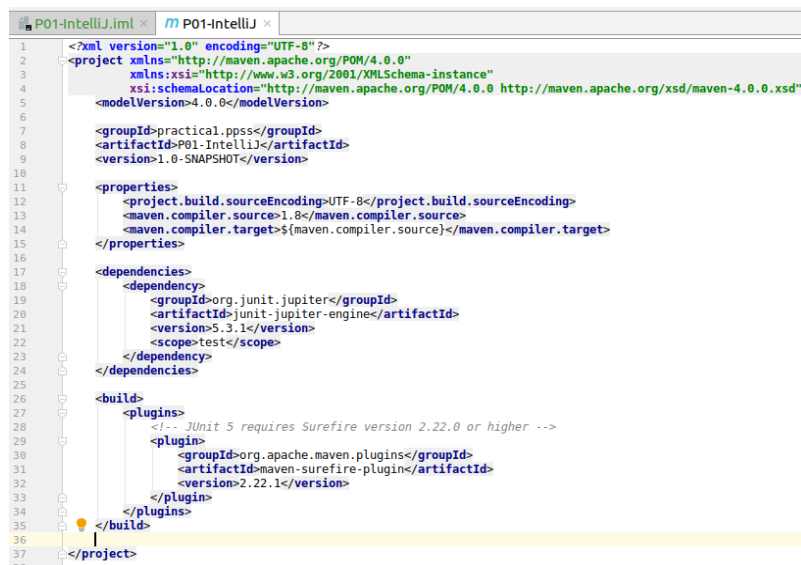 P01-IntelliJ.iml × m P01-IntelliJ ×
1 <?xml version="1.0" encoding="UTF-8"?>
2 <project xmlns="http://maven.apache.org/POM/4.0.0"
3 xmlns:xsi="http://www.w3.org/2001/XMLSchema-instance"
4 xsi:schemaLocation="http://maven.apache.org/POM/4.0.0 http://maven.apache.org/xsd/maven-4.0.0.xsd"
5 <modelVersion>4.0.0</modelVersion>
6
7 <groupId>practica1.ppss</groupId>
8 <artifactId>P01-IntelliJ</artifactId>
9 <version>1.0-SNAPSHOT</version>
10
11 <properties>
12 <project.build.sourceEncoding>UTF-8</project.build.sourceEncoding>
13 <maven.compiler.source>1.8</maven.compiler.source>
14 <maven.compiler.target>${maven.compiler.source}</maven.compiler.target>
15 </properties>
16
17 <dependencies>
18 <dependency>
19 <groupId>org.junit.jupiter</groupId>
20 <artifactId>junit-jupiter-engine</artifactId>
21 <version>5.3.1</version>
22 <scope>test</scope>
23 </dependency>
24 </dependencies>
25
26 <build>
27 <plugins>
28 <!-- JUnit 5 requires Surefire version 2.22.0 or higher -->
29 <plugin>
30 <groupId>org.apache.maven.plugins</groupId>
31 <artifactId>maven-surefire-plugin</artifactId>
32 <version>2.22.1</version>
33 </plugin>
34 </plugins>
35 </build>
36
37 </project>